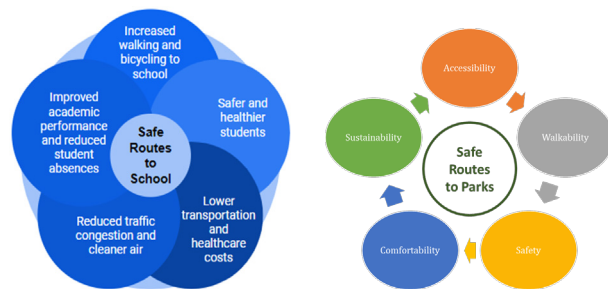 Increased
walking and
bicycling to
school
Safer and
healthier
students
Lower
transportation
and
healthcare
costs
Reduced traffic
congestion and
cleaner air
Improved
academic
performance
and reduced
student
absences
Safe
Routes
to
School
Accessibility
Walkability
Safety
Comfortability
Sustainability
Safe
Routes
to Parks